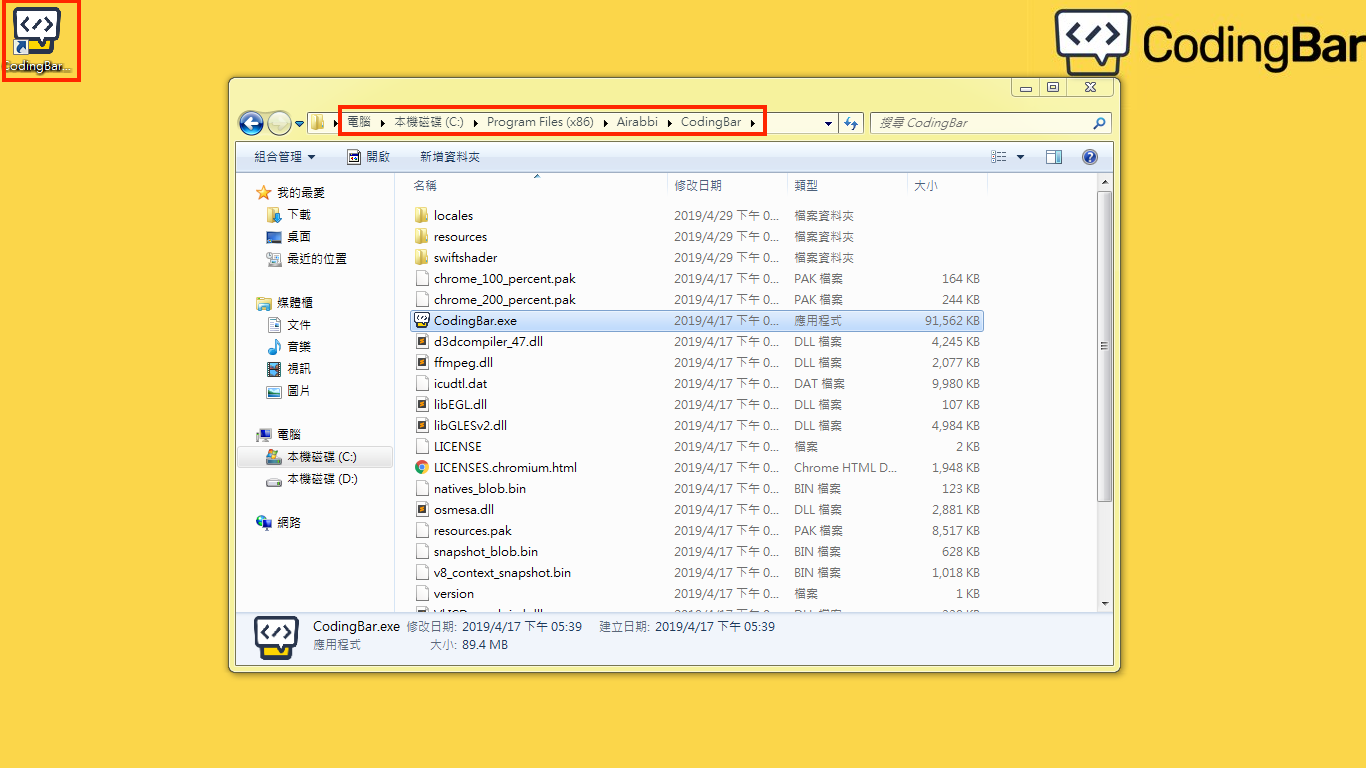 CodingBar...
CodingBar
電腦 本機磁碟 (C:) Program Files (x86) Airabbi CodingBar
搜尋 CodingBar
組合管理 開啟 新增資料夾
我的最愛
下載
桌面
最近的位置
媒體櫃
文件
音樂
視訊
圖片
電腦
本機磁碟 (C:)
本機磁碟 (D:)
網路
名稱 修改日期 類型 大小
locales 2019/4/29 下午 0... 檔案資料夾
resources 2019/4/29 下午 0... 檔案資料夾
swiftshader 2019/4/29 下午 0... 檔案資料夾
chrome_100_percent.pak 2019/4/17 下午 0... PAK 檔案 164 KB
chrome_200_percent.pak 2019/4/17 下午 0... PAK 檔案 244 KB
CodingBar.exe 2019/4/17 下午 0... 應用程式 91,562 KB
d3dcompiler_47.dll 2019/4/17 下午 0... DLL 檔案 4,245 KB
ffmpeg.dll 2019/4/17 下午 0... DLL 檔案 2,077 KB
icudtl.dat 2019/4/17 下午 0... DAT 檔案 9,980 KB
libEGL.dll 2019/4/17 下午 0... DLL 檔案 107 KB
libGLESv2.dll 2019/4/17 下午 0... DLL 檔案 4,984 KB
LICENSE 2019/4/17 下午 0... 檔案 2 KB
LICENSES.chromium.html 2019/4/17 下午 0... Chrome HTML D... 1,948 KB
natives_blob.bin 2019/4/17 下午 0... BIN 檔案 123 KB
osmesa.dll 2019/4/17 下午 0... DLL 檔案 2,881 KB
resources.pak 2019/4/17 下午 0... PAK 檔案 8,517 KB
snapshot_blob.bin 2019/4/17 下午 0... BIN 檔案 628 KB
v8_context_snapshot.bin 2019/4/17 下午 0... BIN 檔案 1,018 KB
version 2019/4/17 下午 0... 檔案 1 KB
CodingBar.exe 修改日期: 2019/4/17 下午 05:39 建立日期: 2019/4/17 下午 05:39
應用程式 大小: 89.4 MB